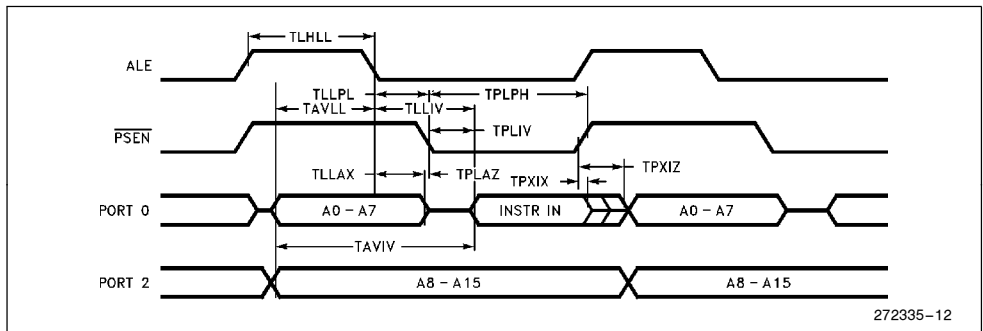 TLHLL
ALE
TLLPL TPLPH
TAVLL TLLIV
PSEN TPLIV
TLLAX TPLAZ TPXIX TPXIZ
PORT 0 A0 – A7 INSTR IN A0 – A7
TAVIV
PORT 2 A8 – A15 A8 – A15
272335–12